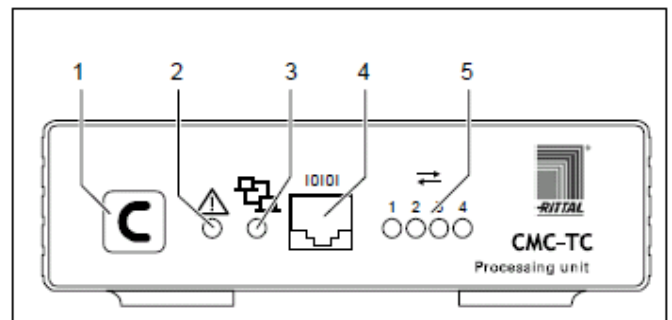 1 2 3 4 5
C
IOIOI
1 2 3 4
RITTAL
CMC-TC
Processing unit